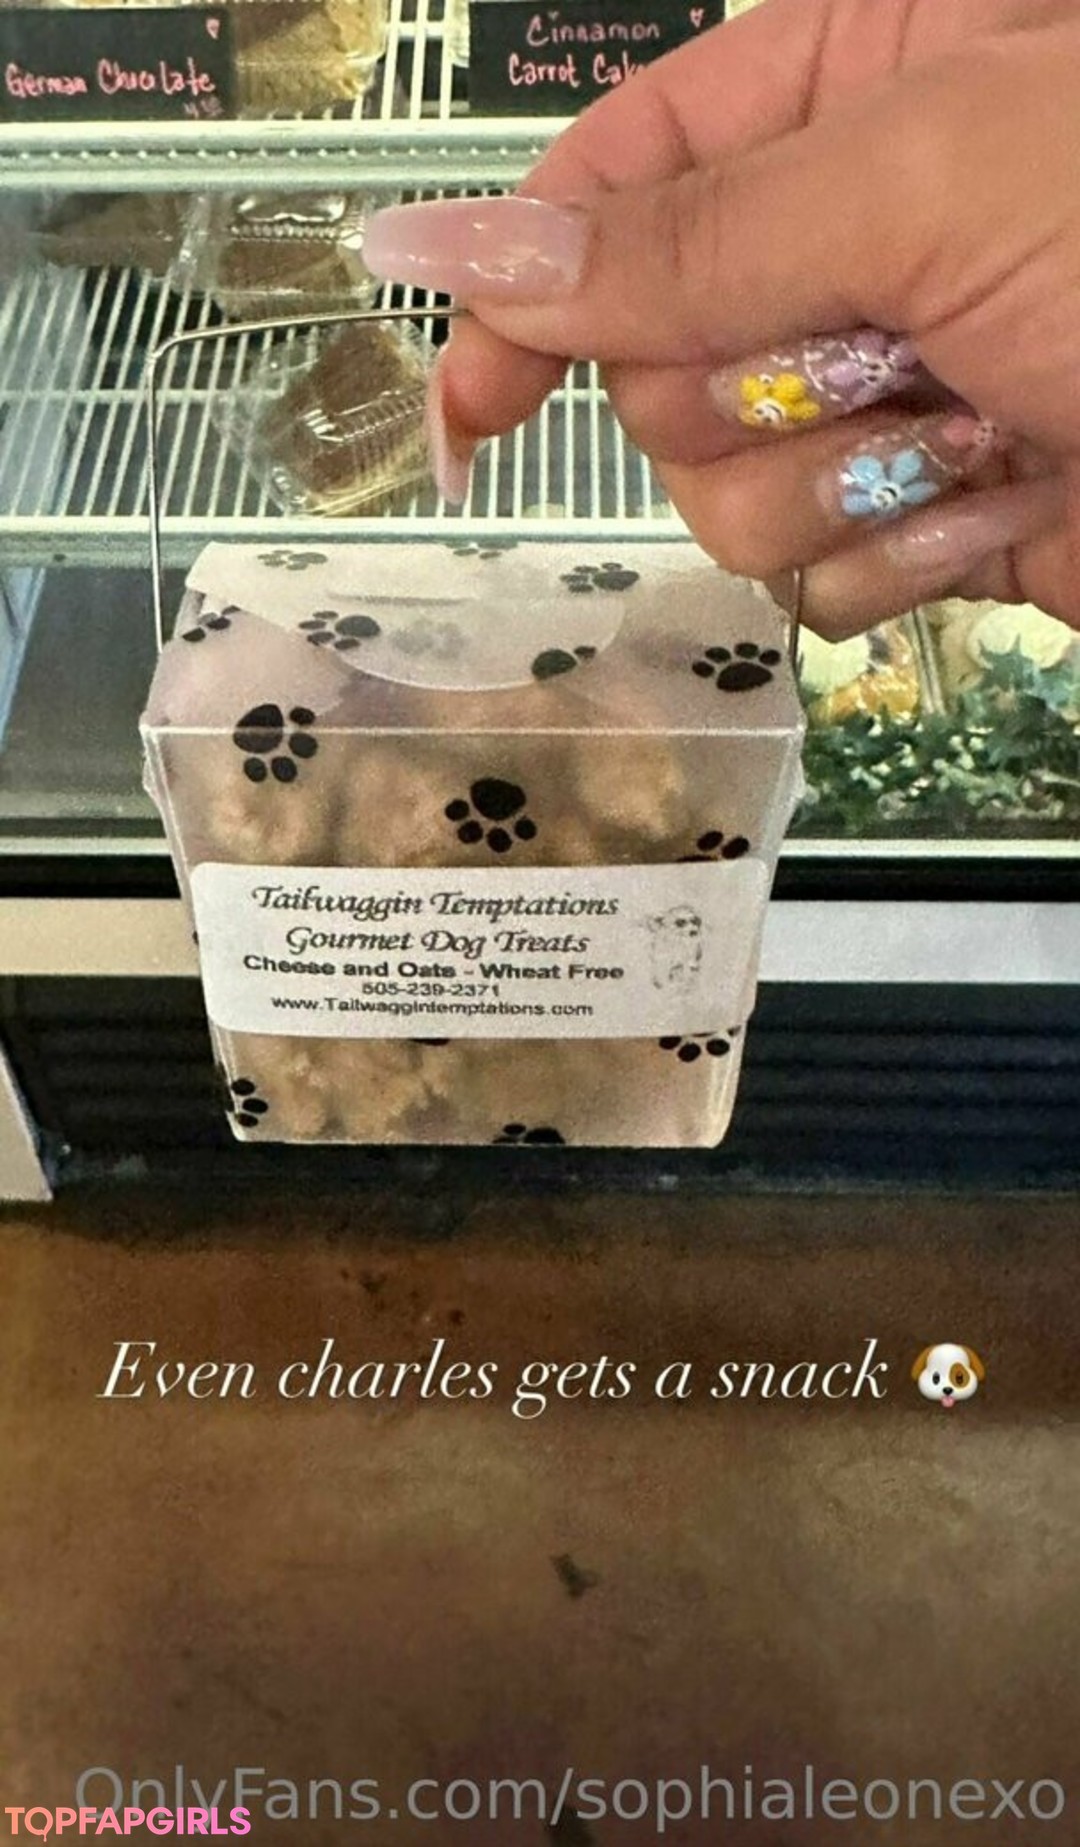 German Chocolate
Cinnamon
Carrot Cake
Tailwaggin Temptations
Gourmet Dog Treats
Cheese and Oats - Wheat Free
505-239-2371
www.Tailwaggintemptations.com
Even charles gets a snack 🐶
OnlyFans.com/sophialeonexo
TOPFAPGIRLS